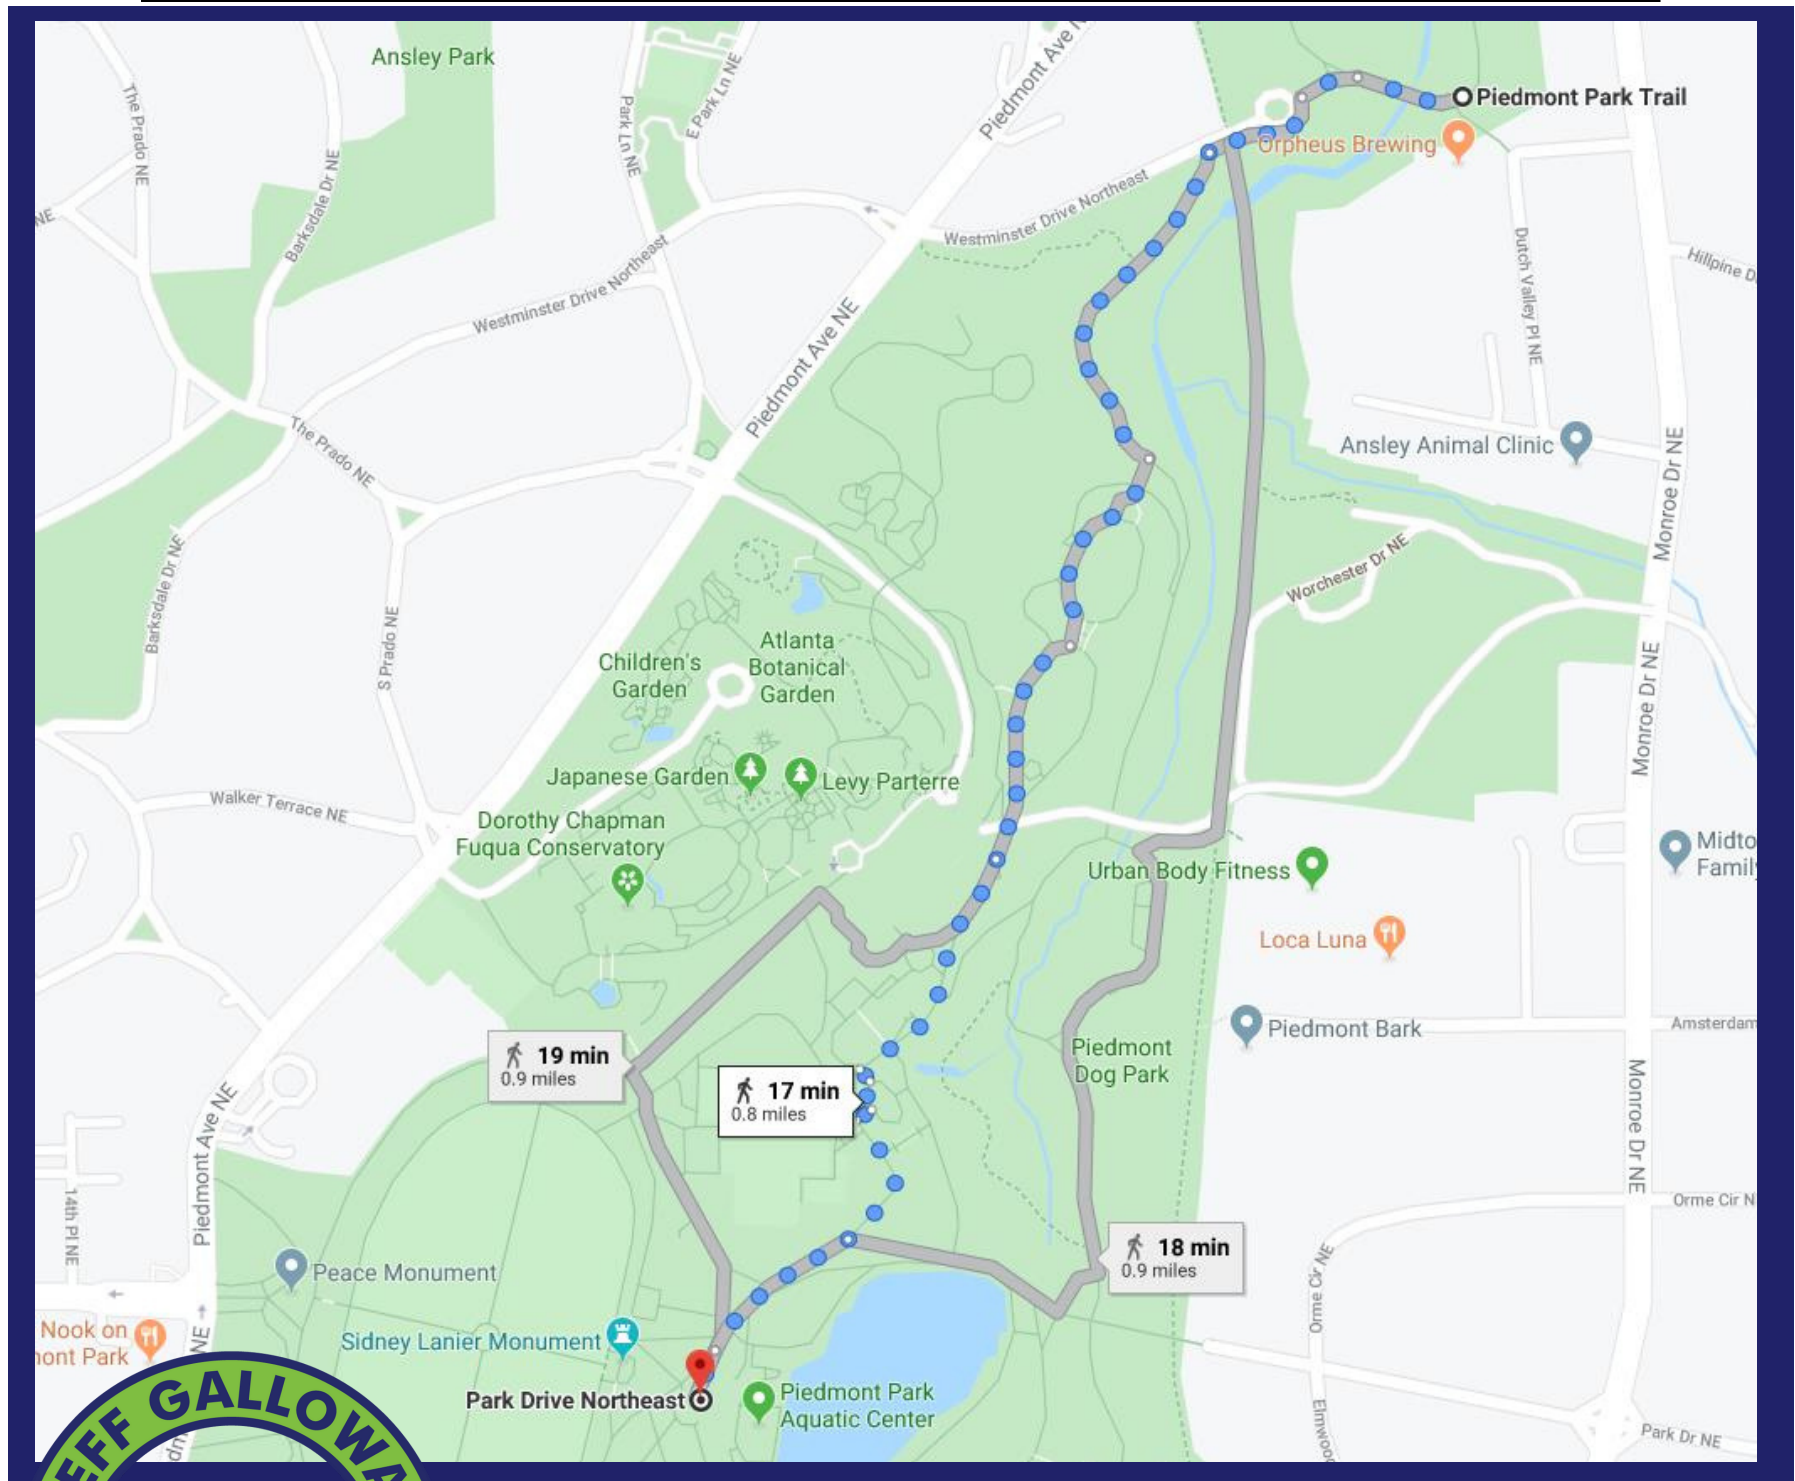 Ansley Park
The Prado NE
Barksdale Dr NE
Park Ln NE
E Park Ln NE
Piedmont Ave N
Piedmont Park Trail
Orpheus Brewing
NE
Westminster Drive Northeast
Westminster Drive Northeast
Dutch Valley Pl NE
Hillpine D
Piedmont Ave NE
The Prado NE
Ansley Animal Clinic
Monroe Dr NE
Barksdale Dr NE
S Prado NE
Worchester Dr NE
Atlanta
Botanical
Garden
Children's
Garden
Monroe Dr NE
Japanese Garden
Levy Parterre
Walker Terrace NE
Dorothy Chapman
Fuqua Conservatory
Urban Body Fitness
Midto
Family
Loca Luna
Piedmont Bark
Amsterdam
19 min
0.9 miles
17 min
0.8 miles
Piedmont
Dog Park
Piedmont Ave NE
Monroe Dr NE
14th Pl NE
Orme Cir N
18 min
0.9 miles
Peace Monument
Orme Cir NE
Nook on
mont Park
NE
Sidney Lanier Monument
Park Drive Northeast
Piedmont Park
Aquatic Center
Elmwoo
Park Dr NE
EFF GALLOWA